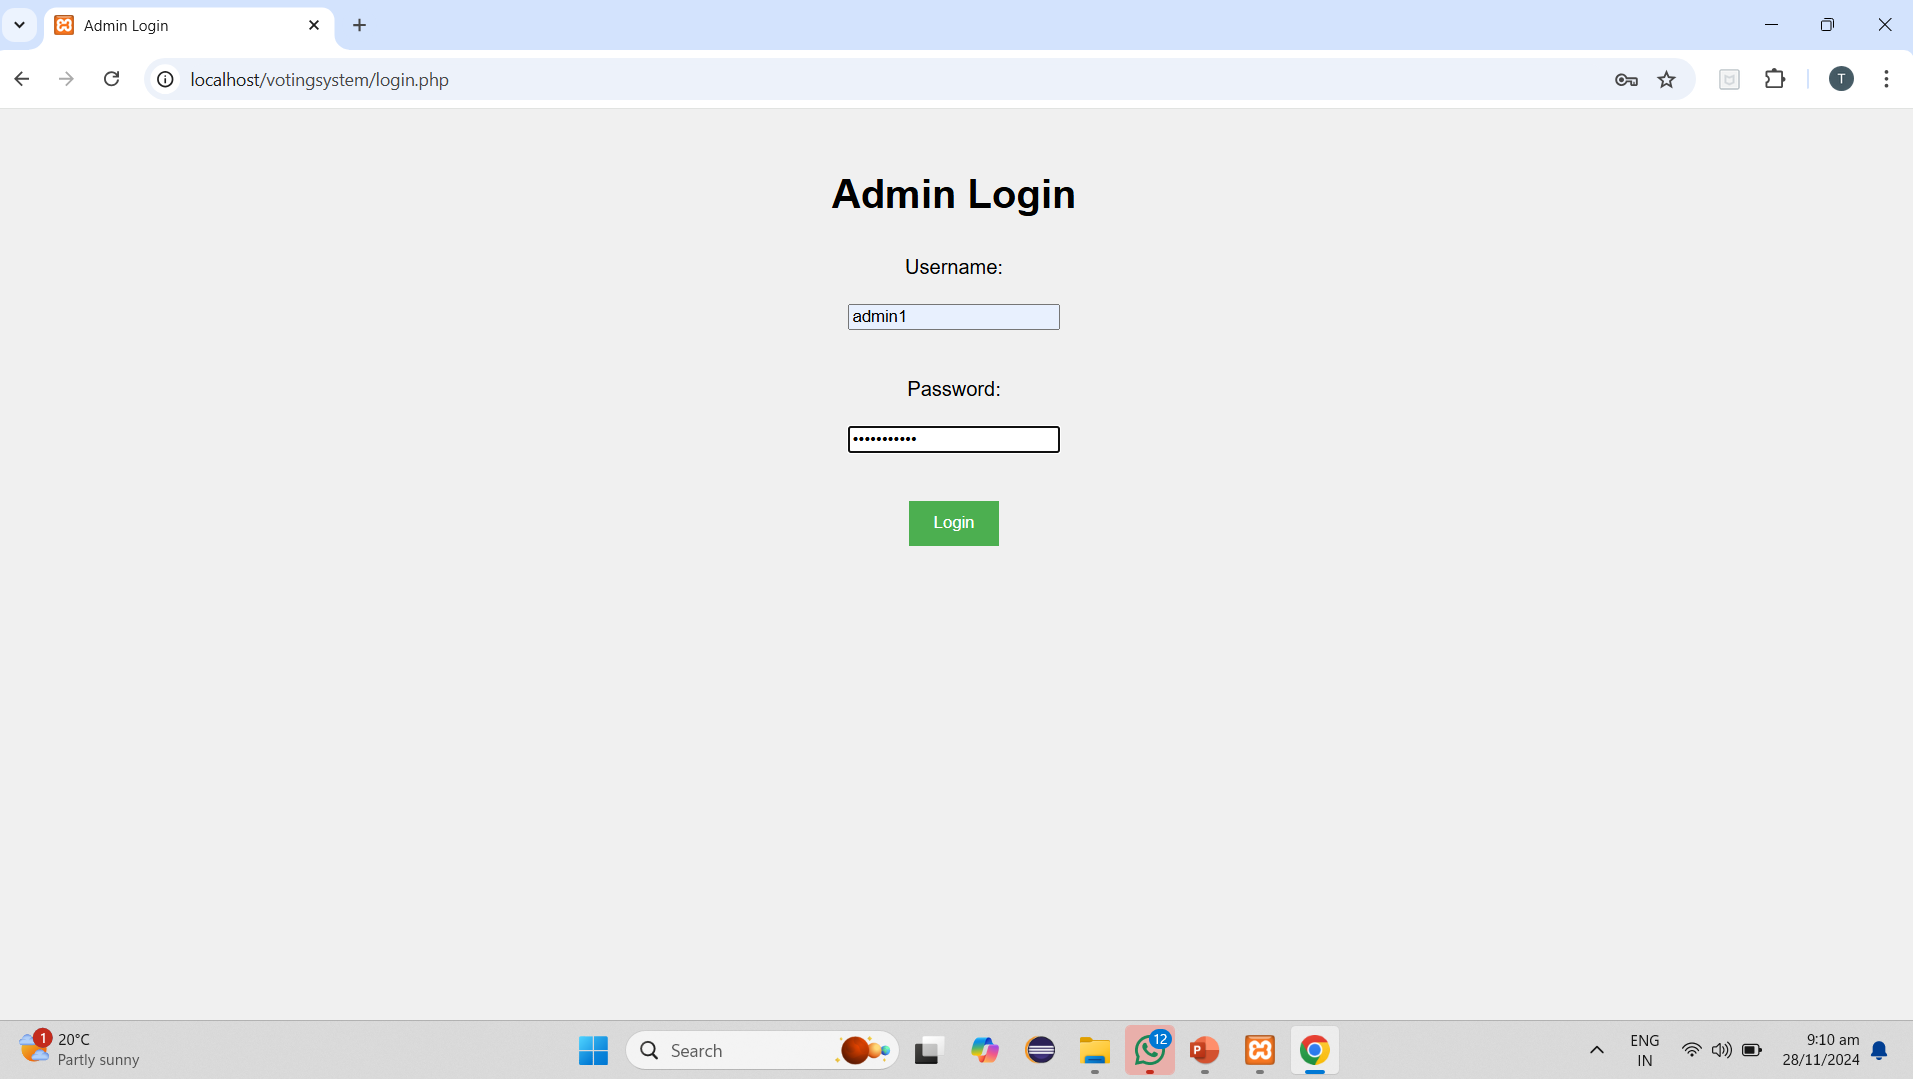 Admin Login
localhost/votingsystem/login.php
T
Admin Login
Username:
admin1
Password:
•••••••••••
Login
1
20°C
Partly sunny
Search
12
P
ENG
IN
9:10 am
28/11/2024